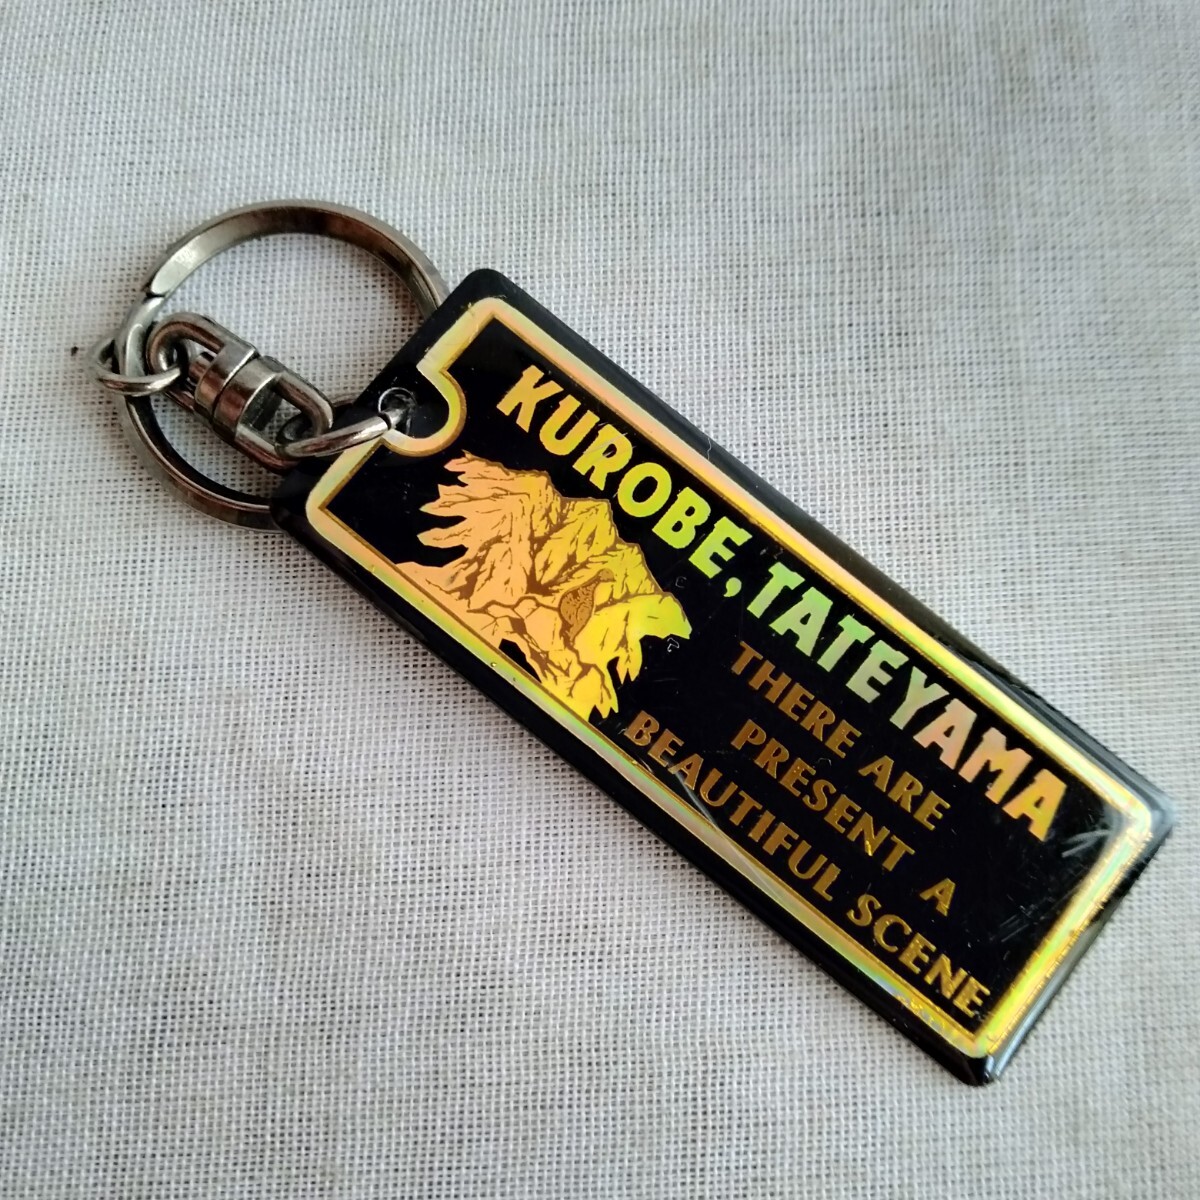 KUROBE, TATEYAMA
THERE ARE
PRESENT A
BEAUTIFUL SCENE